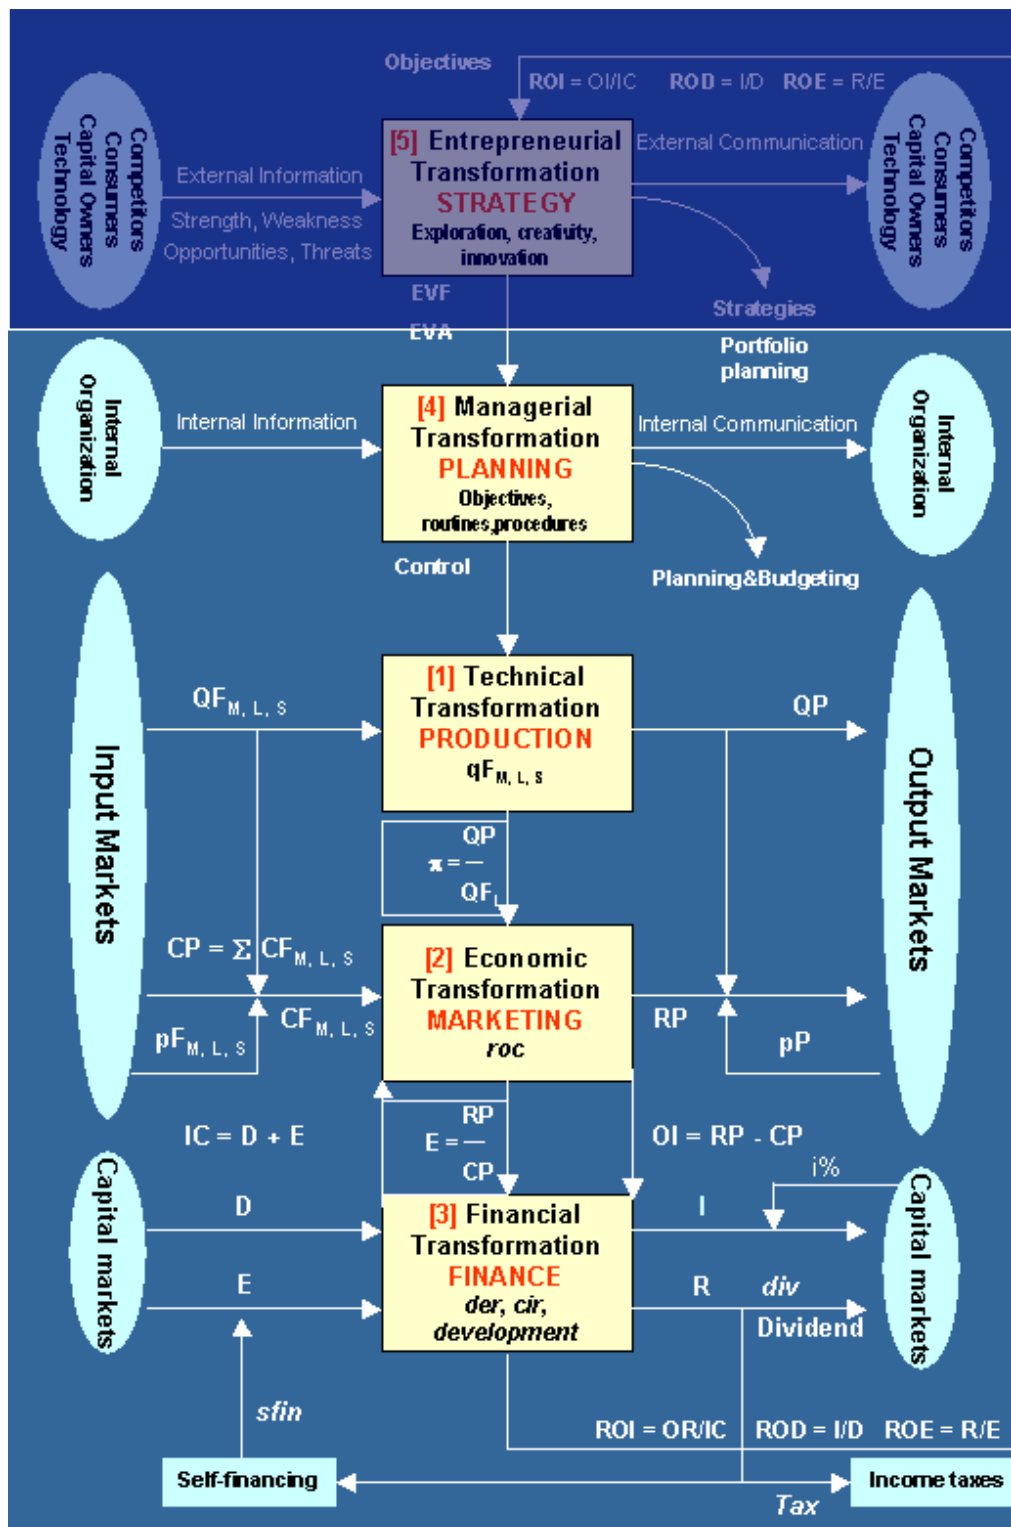 Objectives
ROI = OI/IC ROD = I/D ROE = R/E
Competitors
Consumers
Capital Owners
Technology
External Information
Strength, Weakness
Opportunities, Threats
[5] Entrepreneurial
Transformation
STRATEGY
Exploration, creativity,
innovation
External Communication
Competitors
Consumers
Capital Owners
Technology
EVF
EVA
Strategies
Portfolio
planning
Internal
Organization
Internal Information
[4] Managerial
Transformation
PLANNING
Objectives,
routines,procedures
Internal Communication
Internal
Organization
Control
Planning&Budgeting
Input Markets
QF M, L, S
[1] Technical
Transformation
PRODUCTION
qF M, L, S
QP
Output Markets
QP
π = —
QF L
CP = Σ CF M, L, S
CF M, L, S
pF M, L, S
[2] Economic
Transformation
MARKETING
roc
RP
pP
IC = D + E
RP
E = —
CP
OI = RP - CP
i%
Capital markets
D
E
[3] Financial
Transformation
FINANCE
der, cir,
development
I
R div
Dividend
Capital markets
sfin
ROI = OR/IC ROD = I/D ROE = R/E
Self-financing
Tax
Income taxes